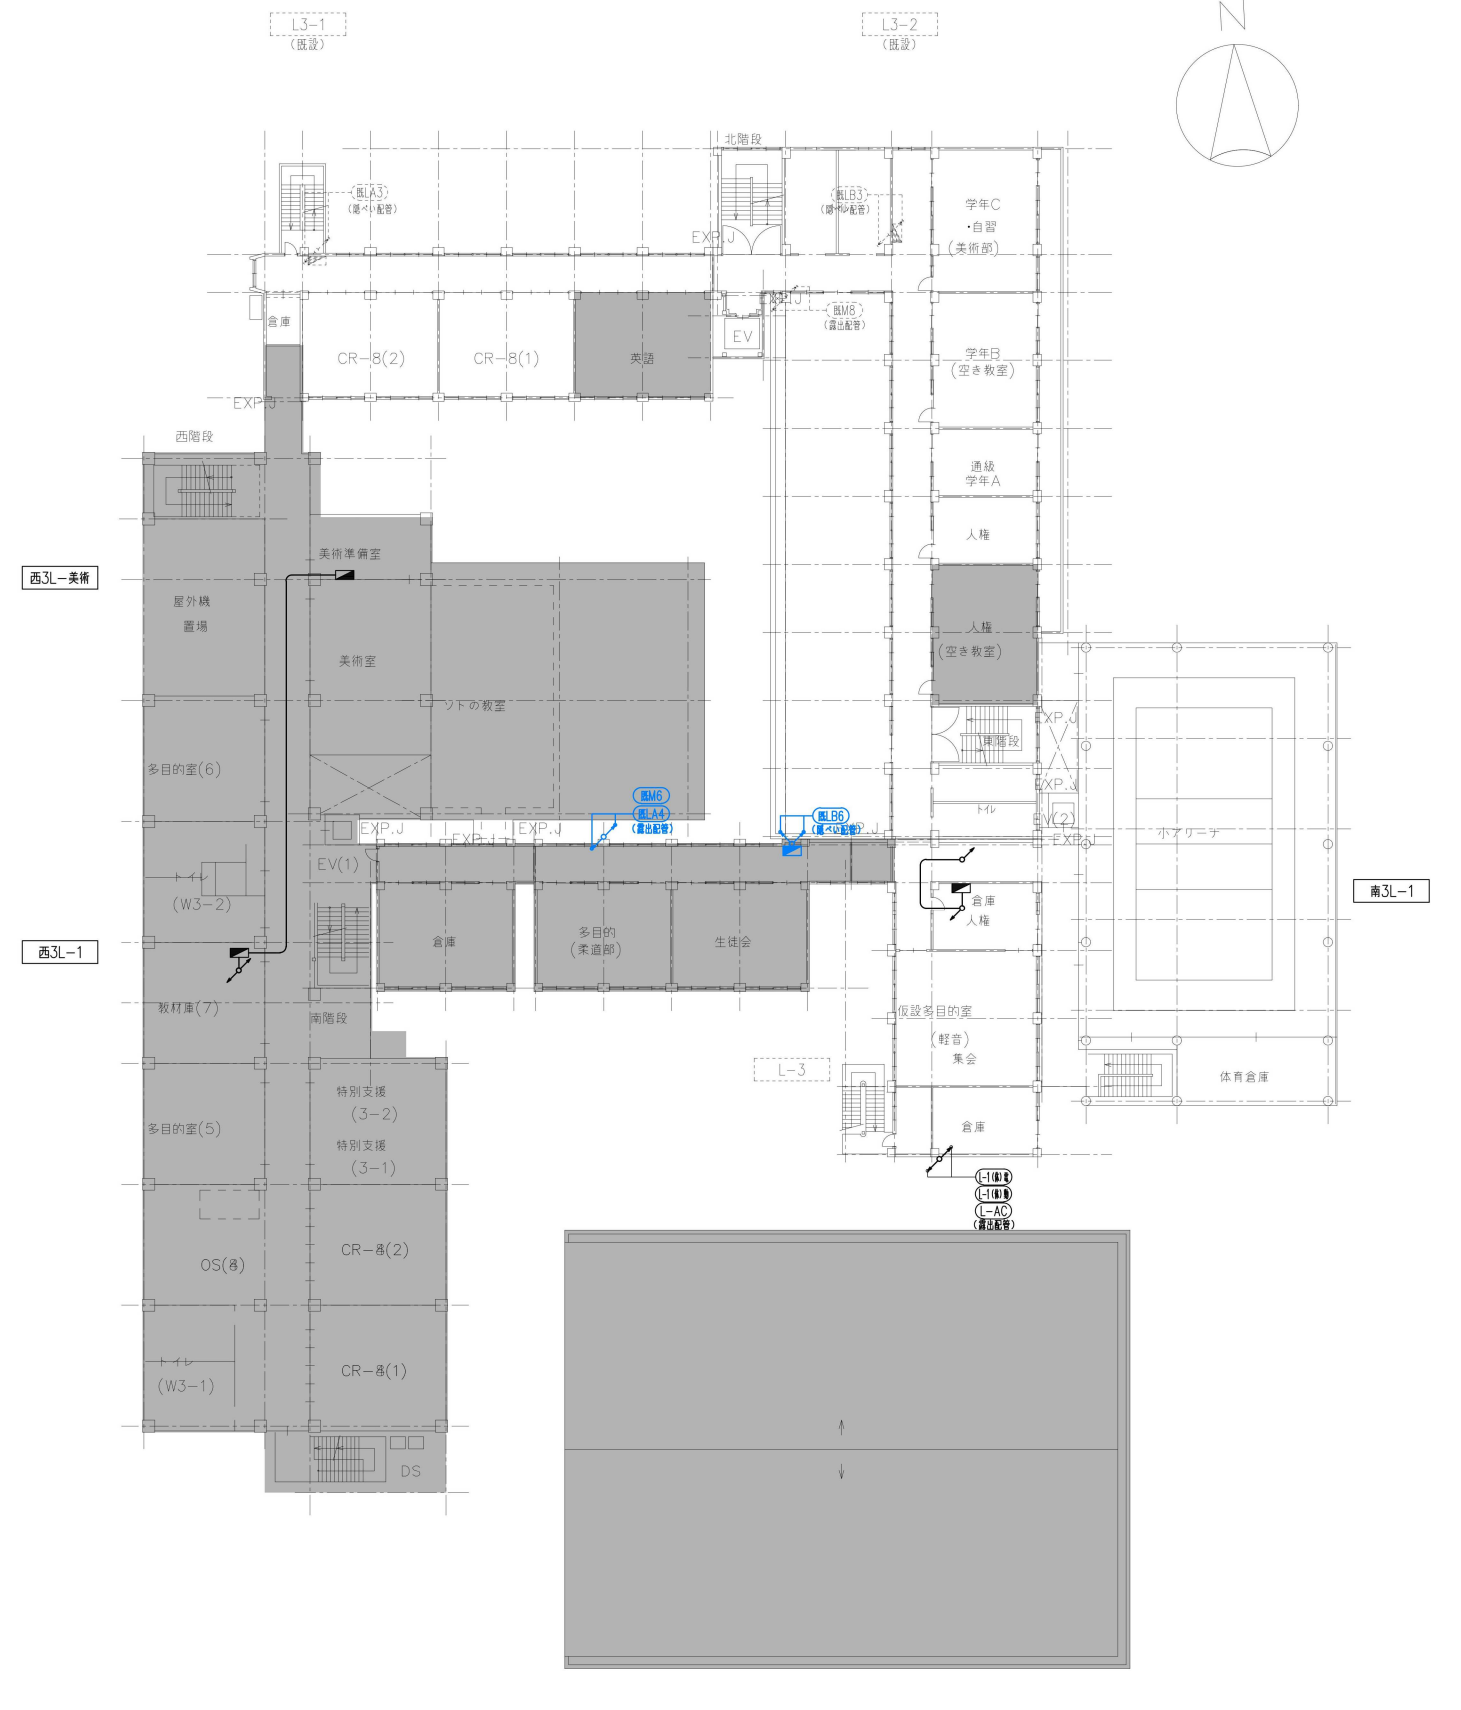 L3-1
(既設)
L3-2
(既設)
N
北階段
既LA3
(隠ぺい配管)
既LB3
(隠ぺい配管)
学年C
・自習
(美術部)
EXP.J
既M8
(露出配管)
倉庫
EV
CR-8(2)
CR-8(1)
英語
学年B
(空き教室)
EXP.J
西階段
通級
学年A
人権
美術準備室
西3L-美術
屋外機
置場
人権
(空き教室)
美術室
ソトの教室
EXP.J
東階段
多目的室(6)
EXP.J
既M6
既LA4
(露出配管)
既LB6
(隠ぺい配管)
トイレ
EV(2)
小アリーナ
EXP.J
EXP.J
EXP.J
EXP.J
EV(1)
トイレ
(W3-2)
南3L-1
倉庫
人権
倉庫
多目的
(柔道部)
生徒会
西3L-1
教材庫(7)
南階段
仮設多目的室
(軽音)
集会
L-3
体育倉庫
特別支援
(3-2)
多目的室(5)
倉庫
特別支援
(3-1)
L-AC
(露出配管)
トイレ
(W3-1)
DS